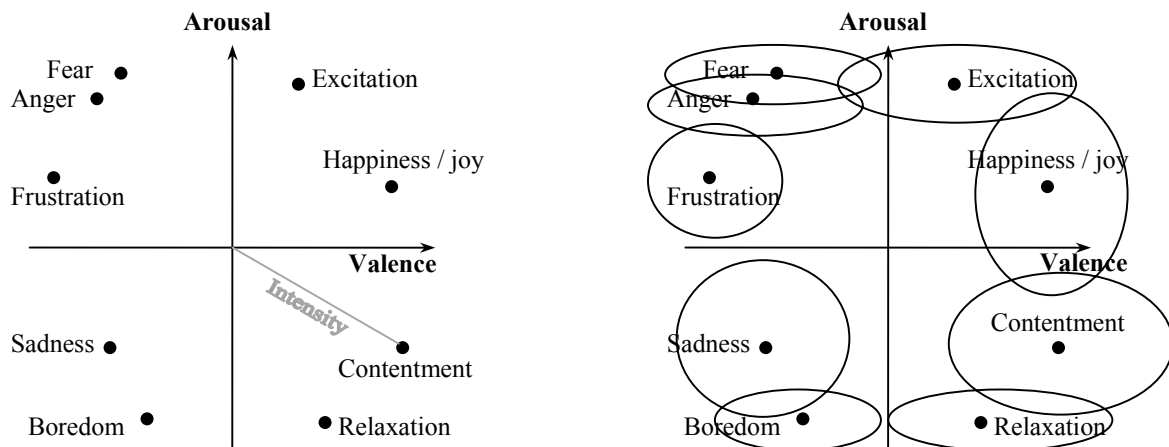 Arousal
Fear
Excitation
Anger
Happiness / joy
Frustration
Valence
Intensity
Sadness
Contentment
Boredom
Relaxation
Arousal
Fear
Excitation
Anger
Happiness / joy
Frustration
Valence
Contentment
Sadness
Boredom
Relaxation